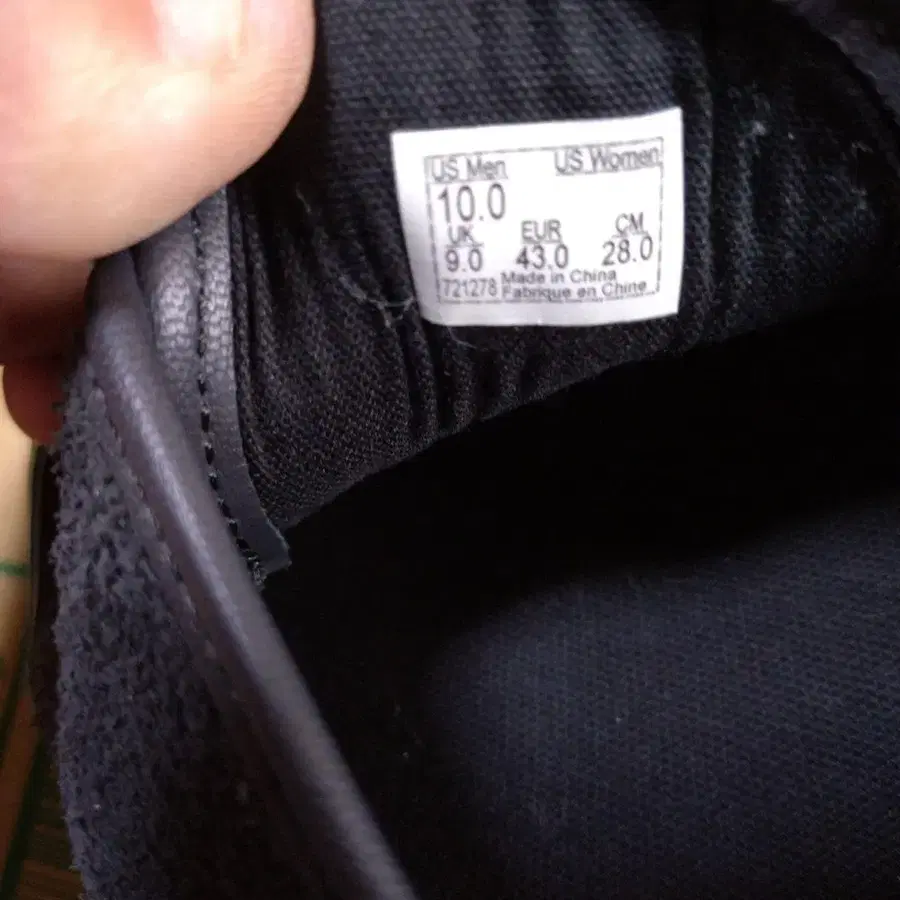 US Men US Women
10.0
UK EUR CM
9.0 43.0 28.0
721278 Made in China
Fabrique en Chine